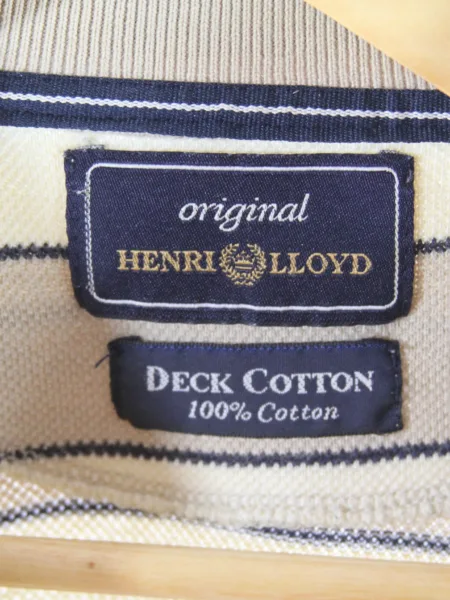 original
HENRI LLOYD
DECK COTTON
100% Cotton